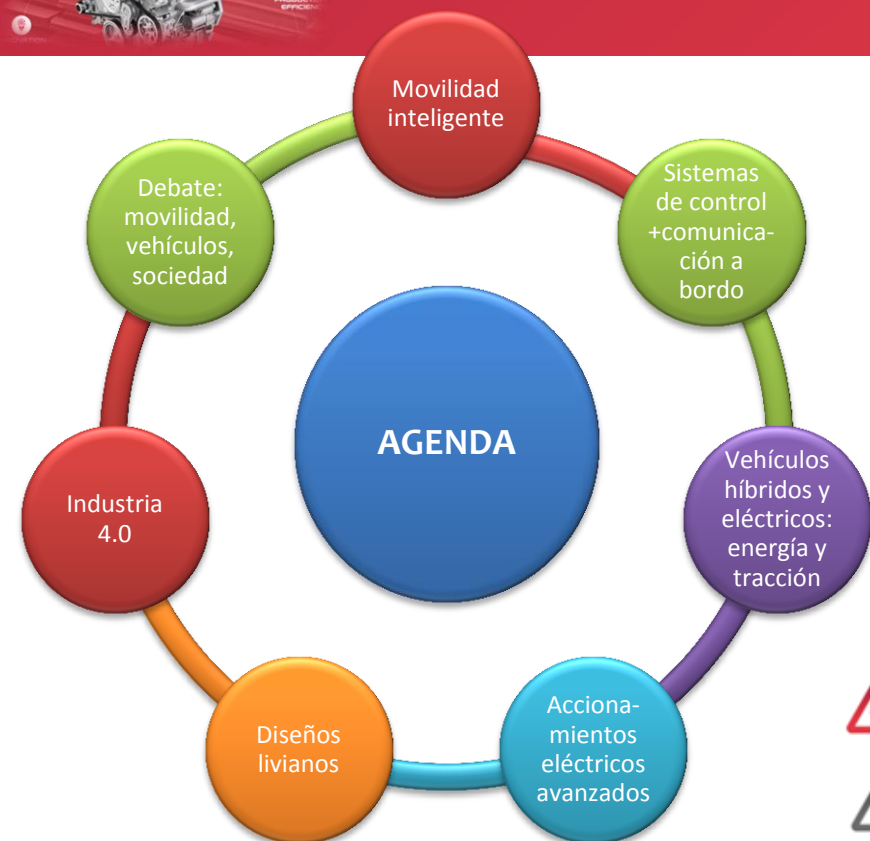 EFFICIEN
Movilidad
inteligente
Sistemas
de control
+comunica-
ción a
bordo
Vehículos
híbridos y
eléctricos:
energía y
tracción
Acciona-
mientos
eléctricos
avanzados
Diseños
livianos
Industria
4.0
Debate:
movilidad,
vehículos,
sociedad
AGENDA